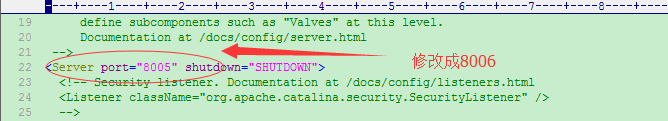 ----+----1----+----2----+----3----+----4----+----5----+----6----+----7--
19 define subcomponents such as "Valves" at this level.
20 Documentation at /docs/config/server.html
21 -->
22 <Server port="8005" shutdown="SHUTDOWN">
修改成8006
23 <!-- Security listener. Documentation at /docs/config/listeners.html
24 <Listener className="org.apache.catalina.security.SecurityListener" />
25 -->